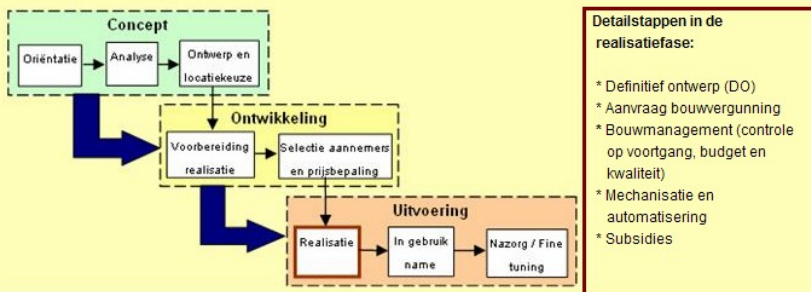 Concept
Oriëntatie
Analyse
Ontwerp en
locatiekeuze
Ontwikkeling
Voorbereiding
realisatie
Selectie aannemers
en prijsbepaling
Uitvoering
Realisatie
In gebruik
name
Nazorg / Fine
tuning
Detailstappen in de
realisatiefase:
* Definitief ontwerp (DO)
* Aanvraag bouwvergunning
* Bouwmanagement (controle
op voortgang, budget en
kwaliteit)
* Mechanisatie en
automatisering
* Subsidies